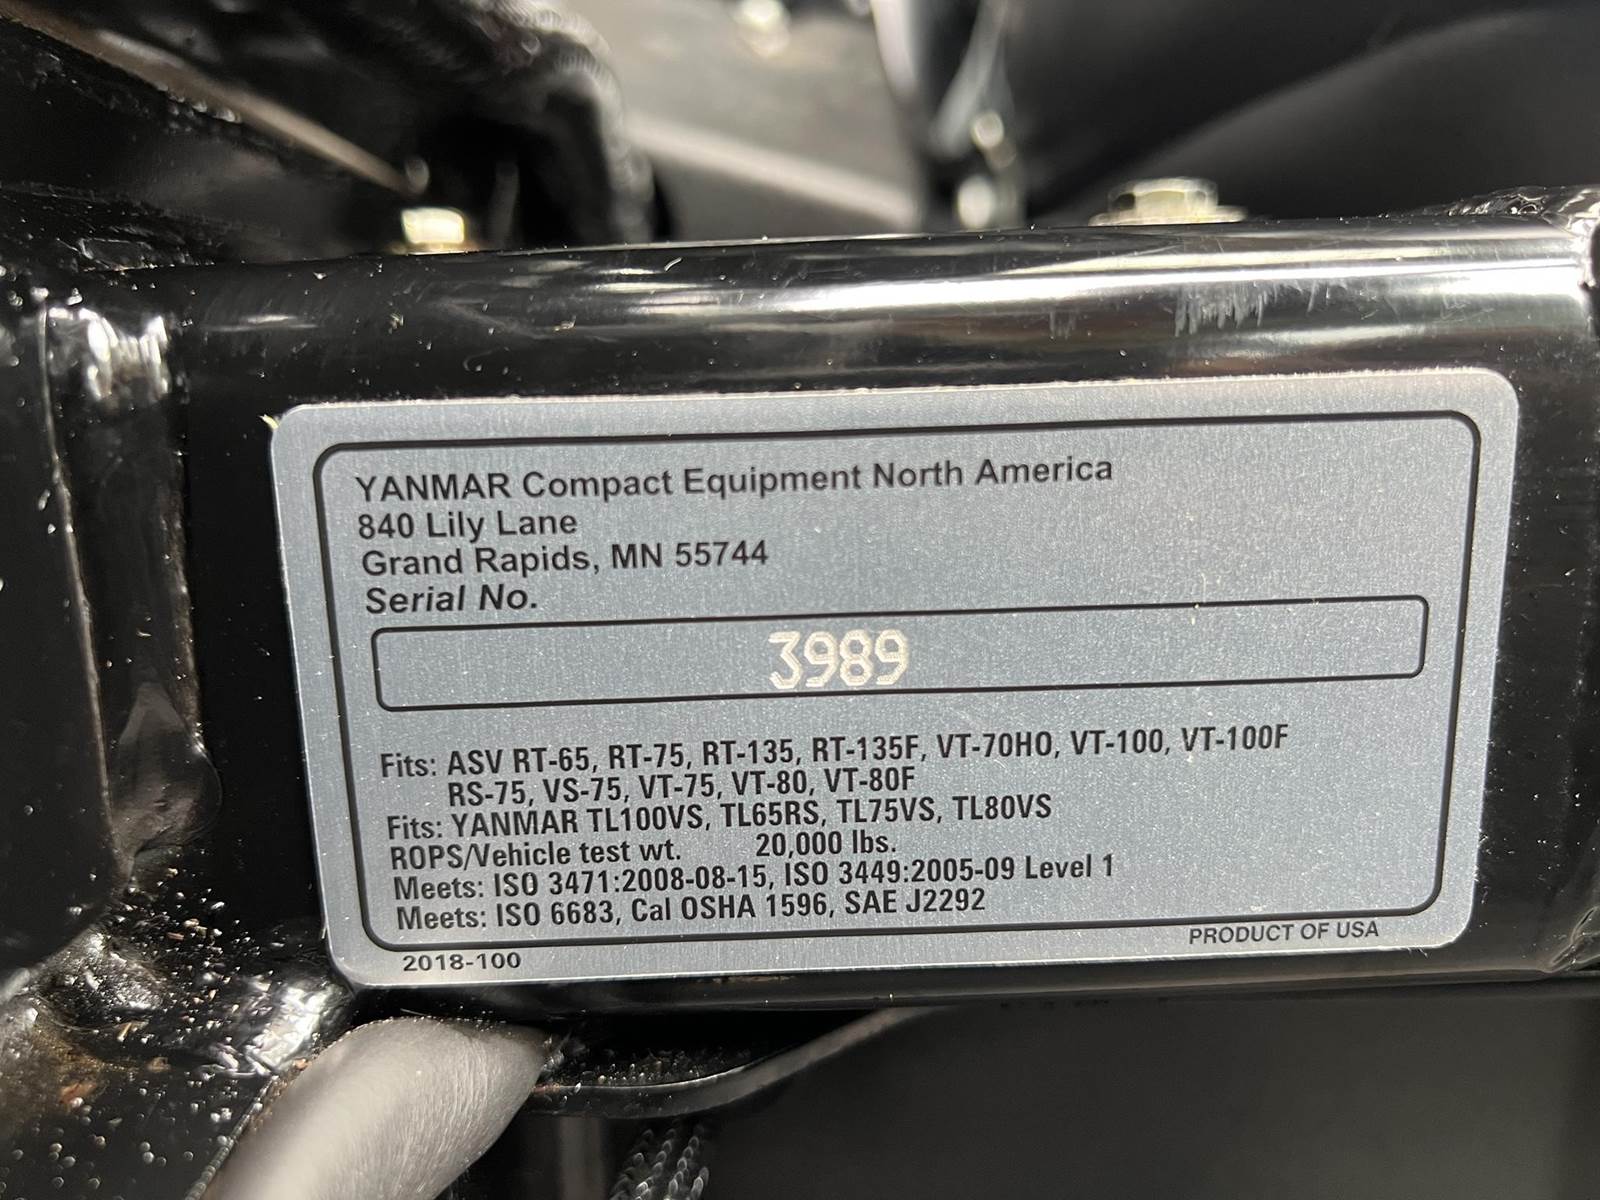 YANMAR Compact Equipment North America
840 Lily Lane
Grand Rapids, MN 55744
Serial No.
3989
Fits: ASV RT-65, RT-75, RT-135, RT-135F, VT-70HO, VT-100, VT-100F
RS-75, VS-75, VT-75, VT-80, VT-80F
Fits: YANMAR TL100VS, TL65RS, TL75VS, TL80VS
ROPS/Vehicle test wt. 20,000 lbs.
Meets: ISO 3471:2008-08-15, ISO 3449:2005-09 Level 1
Meets: ISO 6683, Cal OSHA 1596, SAE J2292
2018-100 PRODUCT OF USA